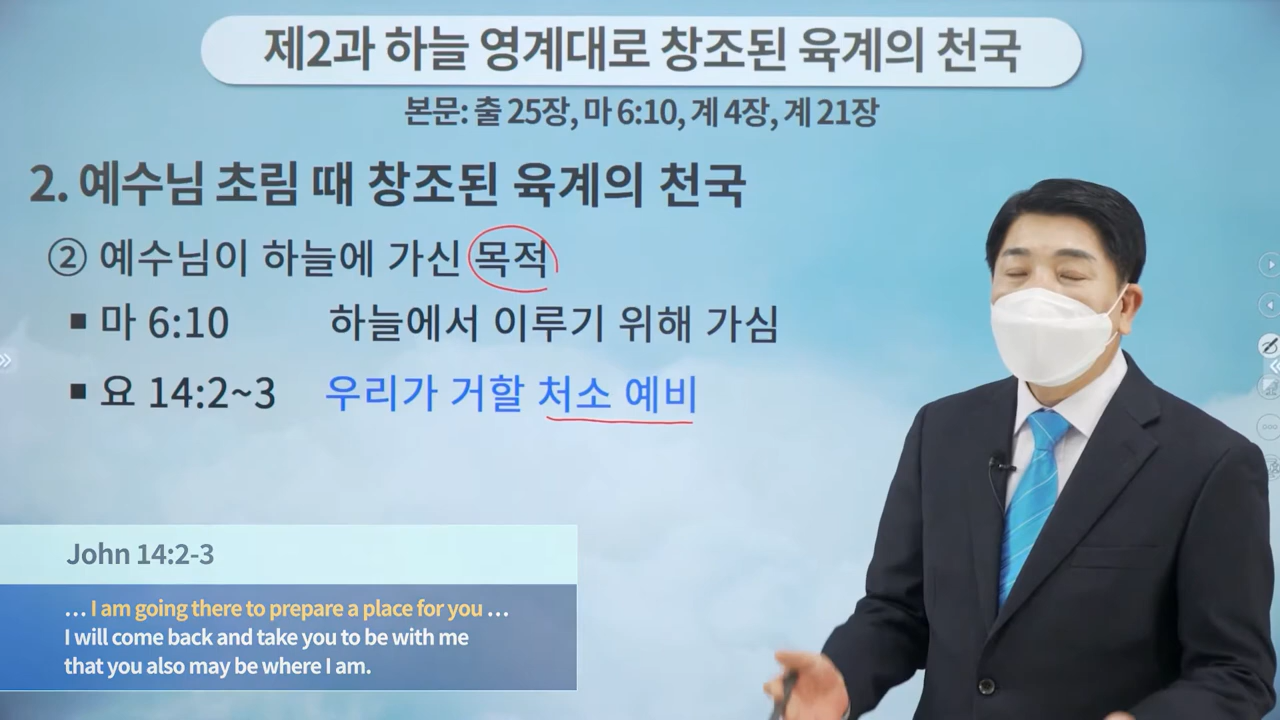 제2과 하늘 영계대로 창조된 육계의 천국
본문: 출 25장, 마 6:10, 계 4장, 계 21장
2. 예수님 초림 때 창조된 육계의 천국
② 예수님이 하늘에 가신 목적
■ 마 6:10 하늘에서 이루기 위해 가심
■ 요 14:2~3 우리가 거할 처소 예비
John 14:2-3
… I am going there to prepare a place for you …
I will come back and take you to be with me
that you also may be where I am.